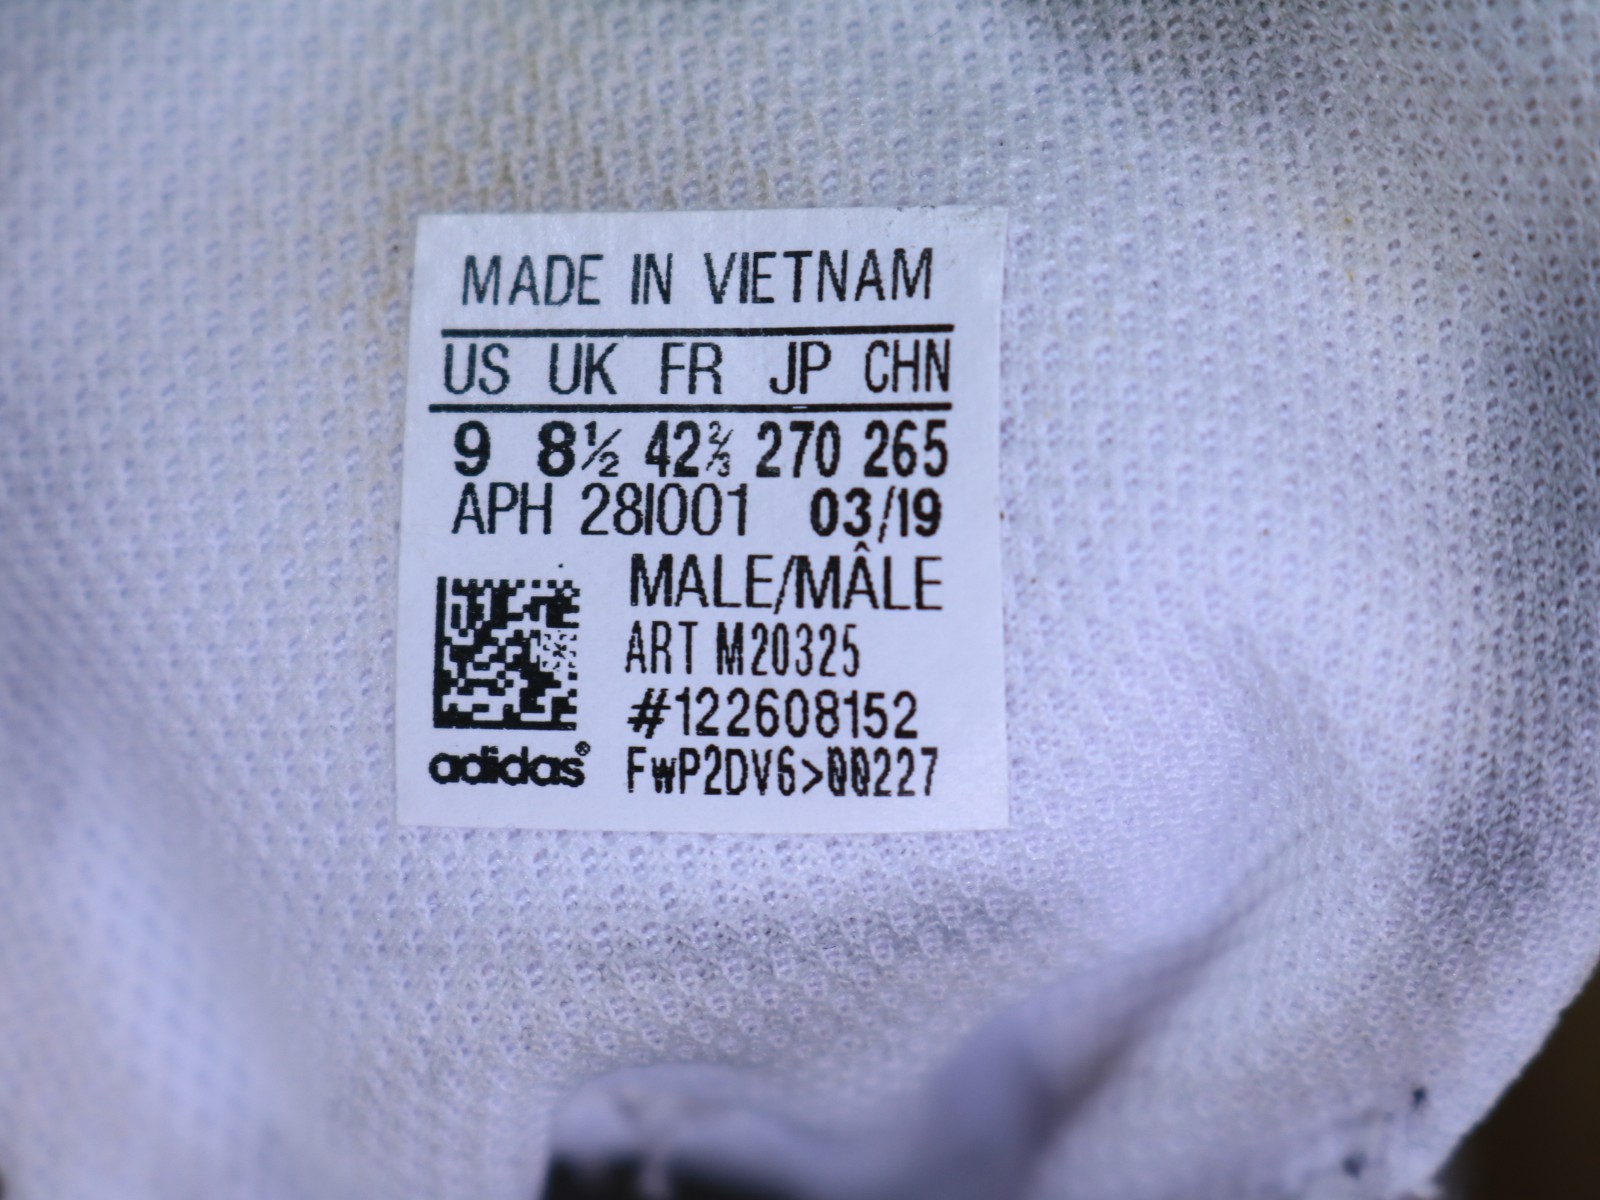 MADE IN VIETNAM
US UK FR JP CHN
9 8½ 42⅔ 270 265
APH 28I001 03/19
MALE/MÂLE
ART M20325
#122608152
adidas® FwP2DV6>00227